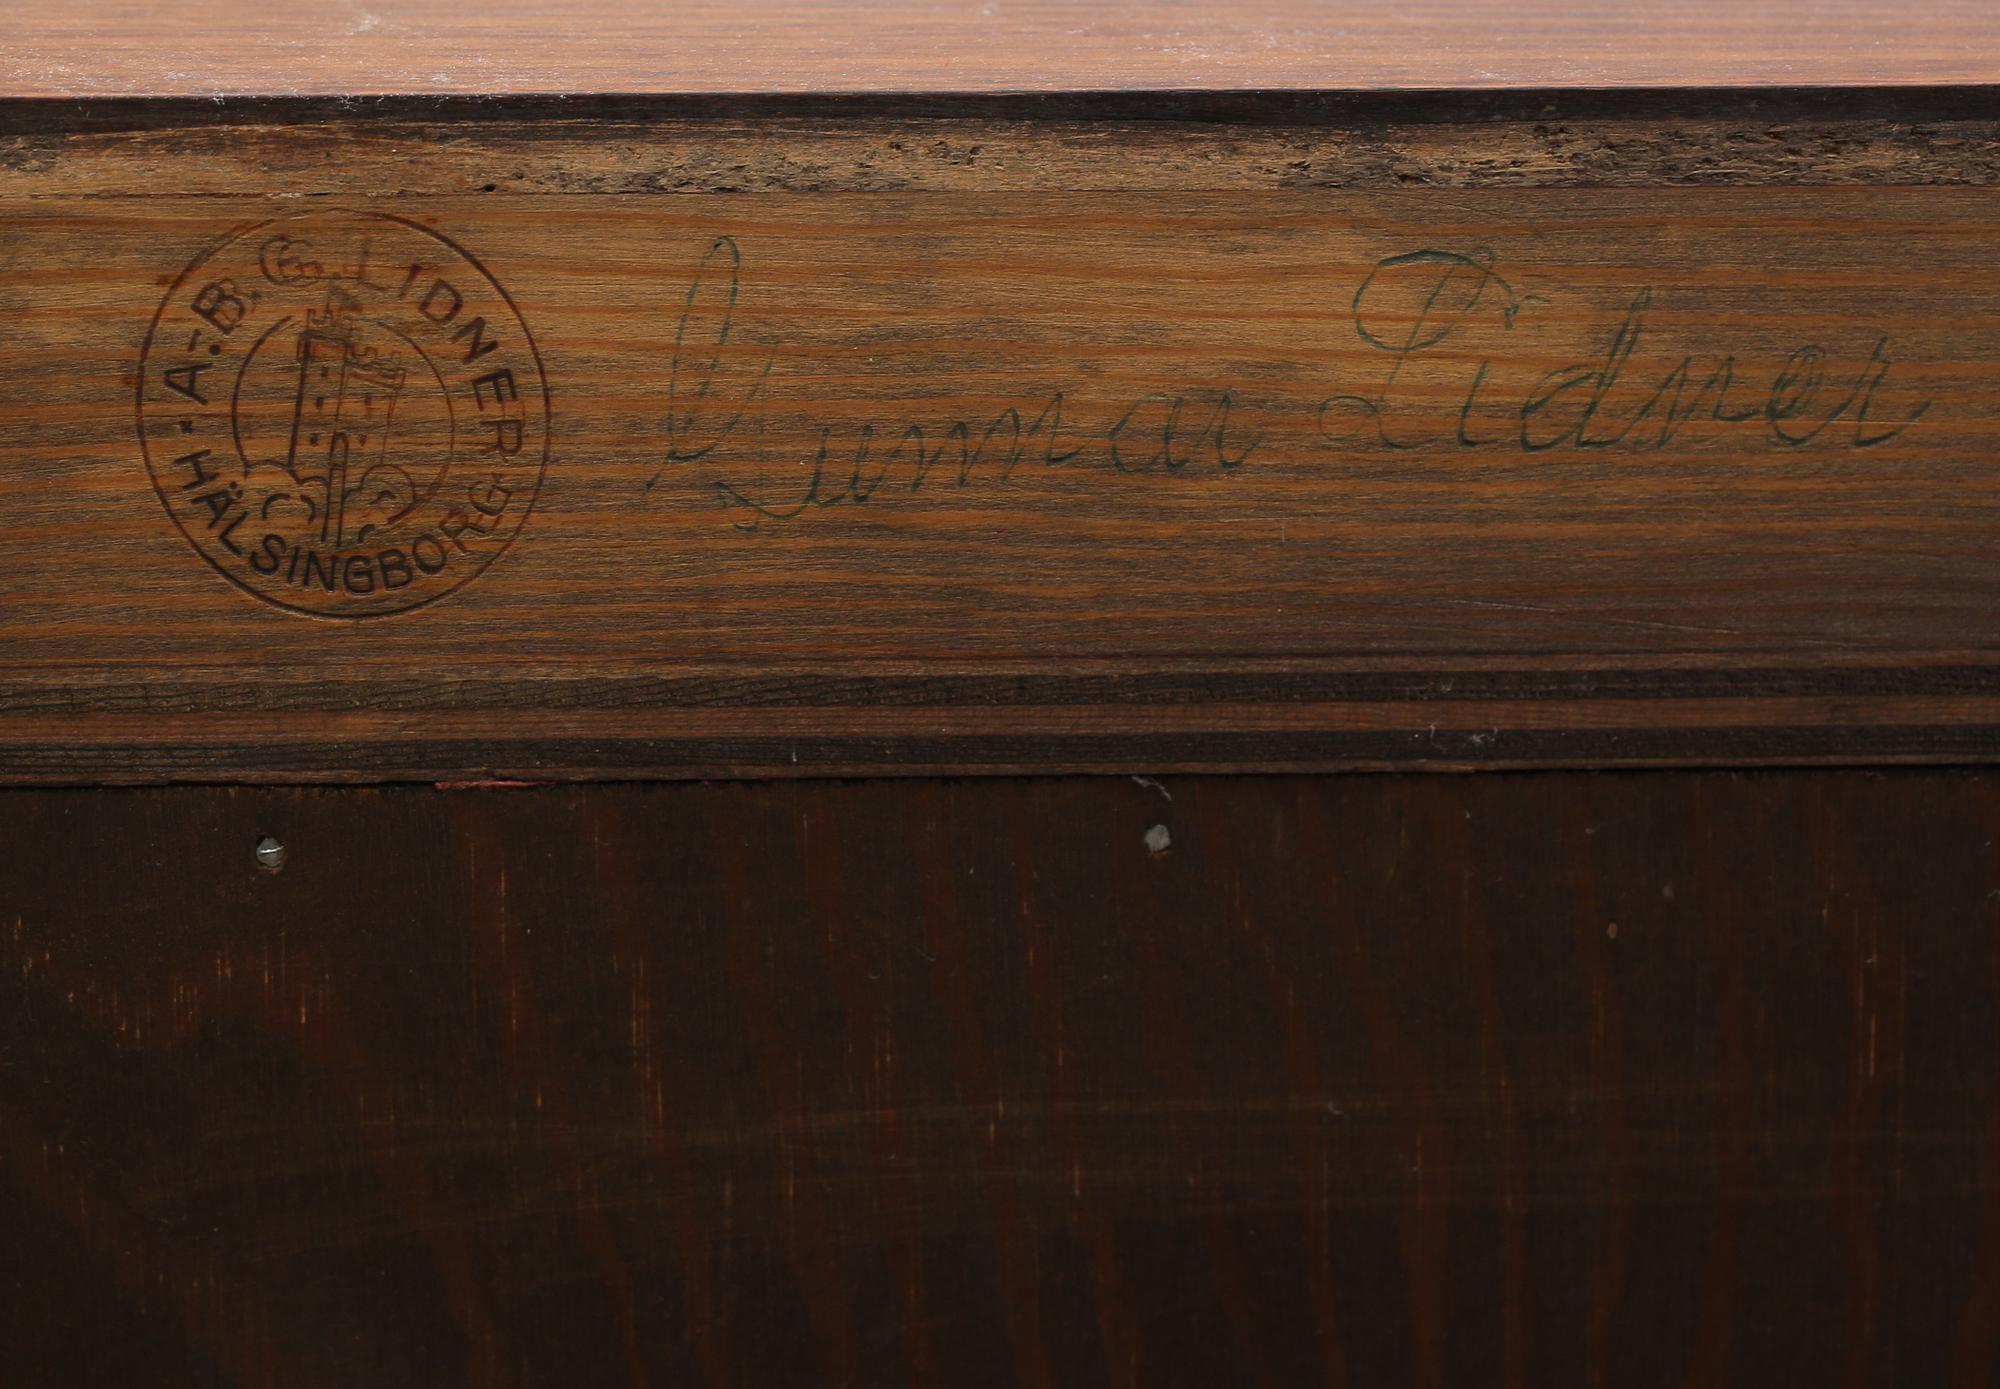 A.-B. G. LIDNER
HÄLSINGBORG
Gunnar Lidner